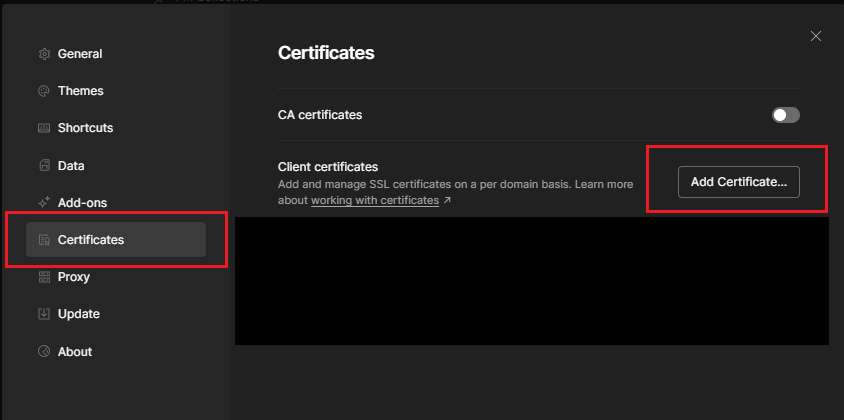 Certificates
General
Themes
Shortcuts
Data
Add-ons
Certificates
Proxy
Update
About
CA certificates
Client certificates
Add and manage SSL certificates on a per domain basis. Learn more
about working with certificates ↗
Add Certificate...